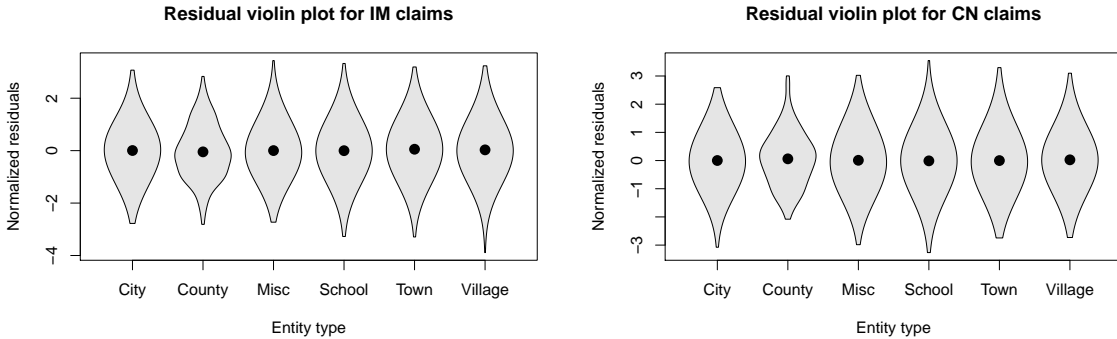 Residual violin plot for IM claims
Normalized residuals
2
0
−2
−4
City County Misc School Town Village
Entity type
Residual violin plot for CN claims
Normalized residuals
3
2
1
0
−1
−3
City County Misc School Town Village
Entity type